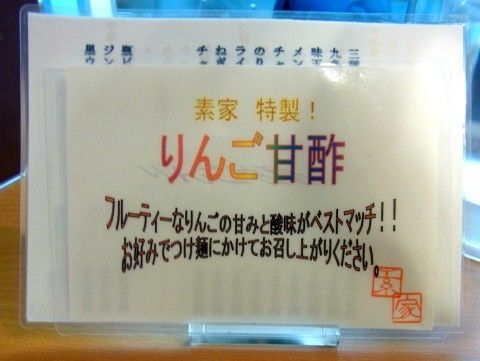 素家 特製！
りんご甘酢
フルーティーなりんごの甘みと酸味がベストマッチ！！
お好みでつけ麺にかけてお召し上がりください。
素
家